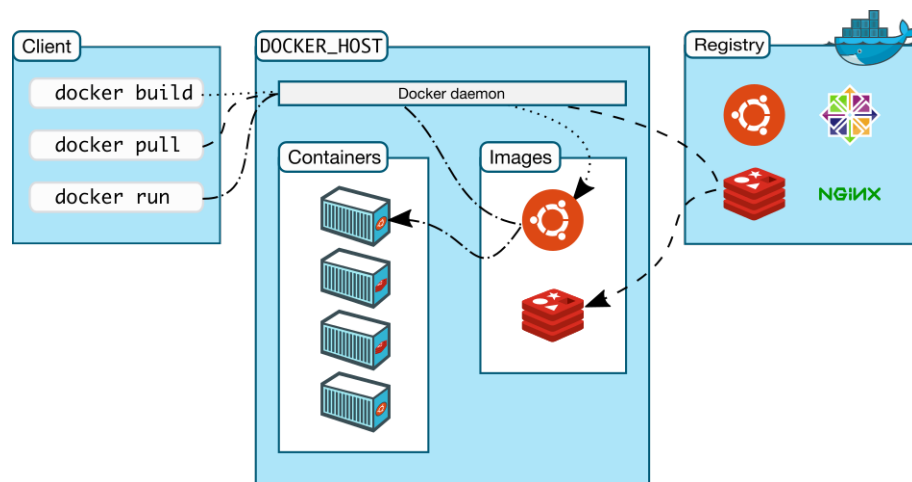 Client
docker build
docker pull
docker run
DOCKER_HOST
Docker daemon
Containers
Images
Registry
NGINX